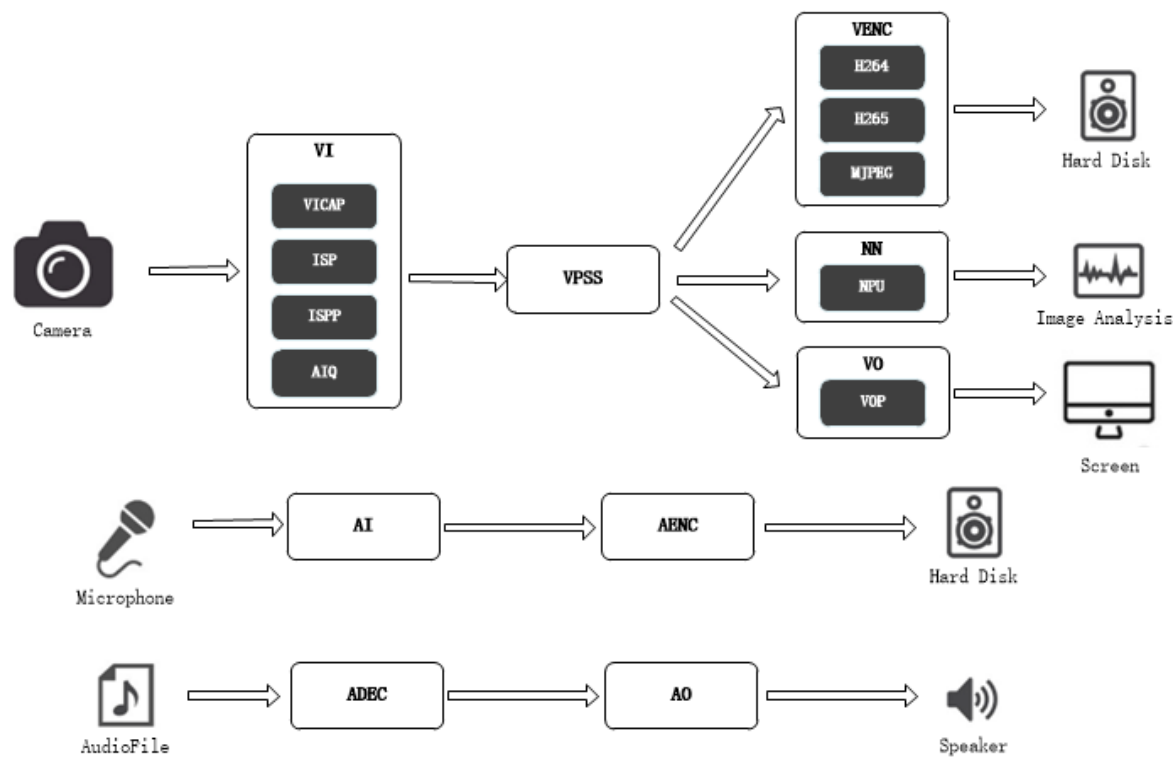 VENC
H264
H265
MJPEG
Hard Disk
VI
VICAP
ISP
ISPP
AIQ
Camera
VPSS
NN
NPU
Image Analysis
VO
VOP
Screen
Microphone
AI
AENC
Hard Disk
AudioFile
ADEC
AO
Speaker